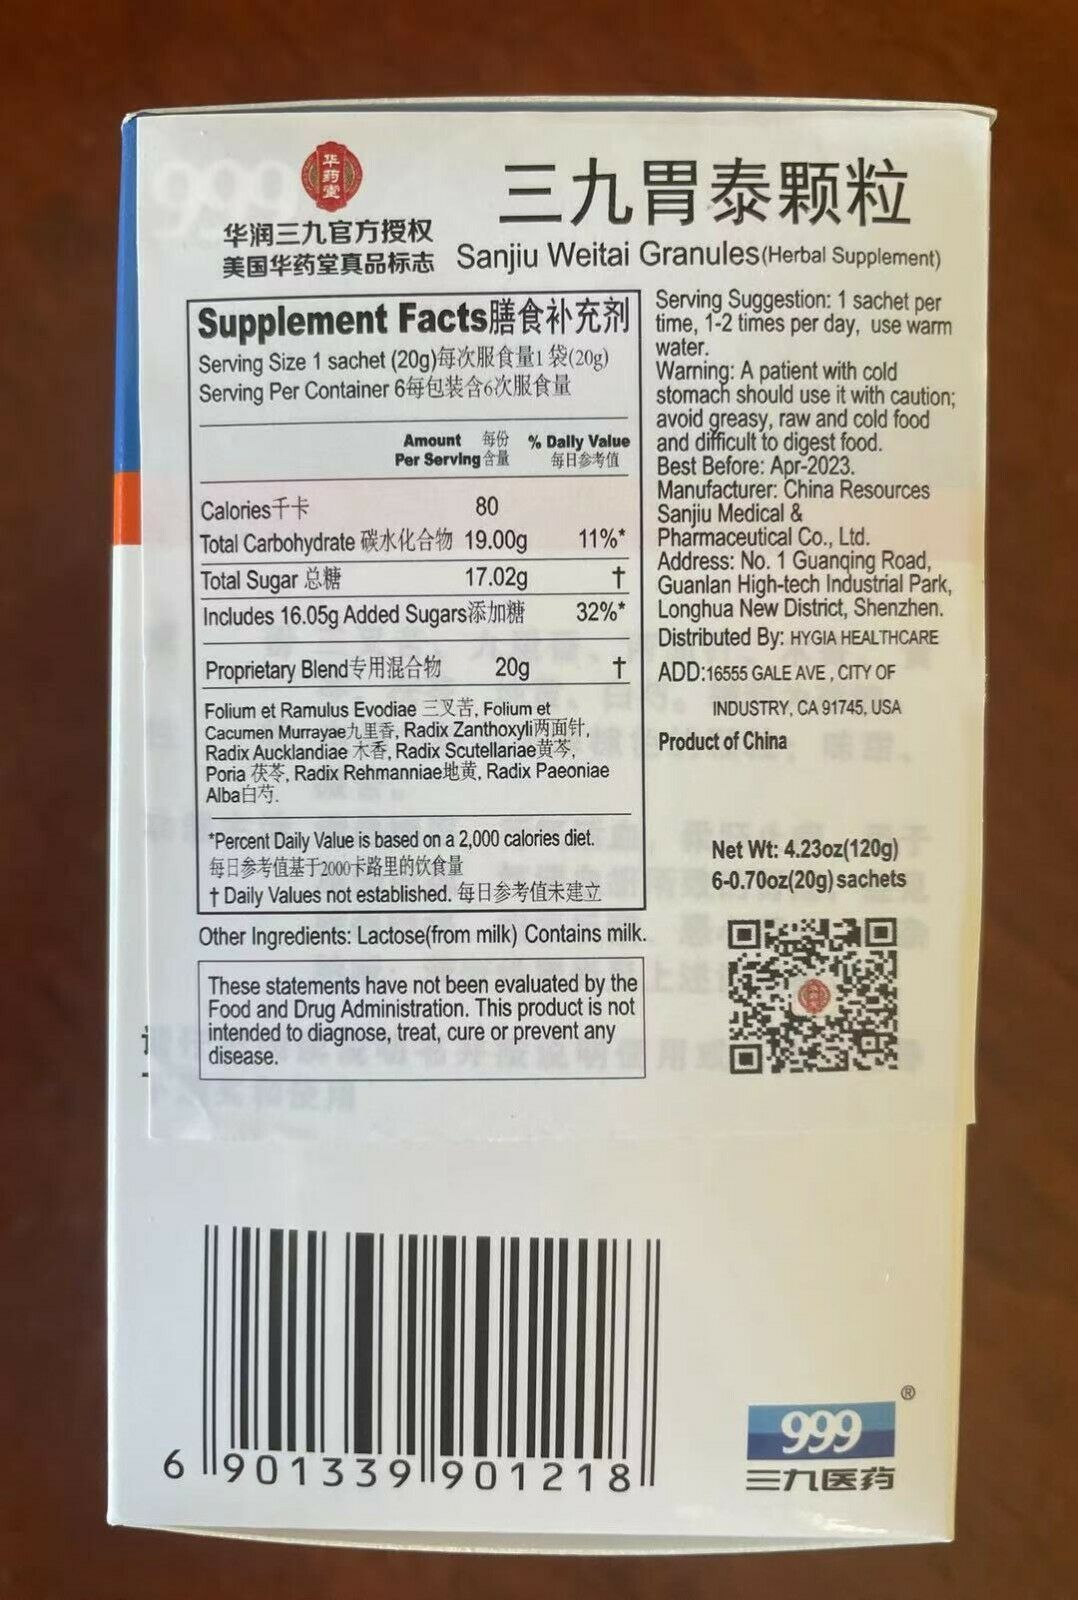 华药堂
华润三九官方授权
美国华药堂真品标志
三九胃泰颗粒
Sanjiu Weitai Granules(Herbal Supplement)
Supplement Facts膳食补充剂
Serving Size 1 sachet (20g)每次服食量1 袋(20g)
Serving Per Container 6每包装含6次服食量
Amount 每份 % Daily Value
Per Serving 含量 每日参考值
Calories千卡 80
Total Carbohydrate 碳水化合物 19.00g 11%*
Total Sugar 总糖 17.02g †
Includes 16.05g Added Sugars添加糖 32%*
Proprietary Blend专用混合物 20g †
Folium et Ramulus Evodiae 三叉苦, Folium et
Cacumen Murrayae九里香, Radix Zanthoxyli两面针,
Radix Aucklandiae 木香, Radix Scutellariae黄芩,
Poria 茯苓, Radix Rehmanniae地黄, Radix Paeoniae
Alba白芍.
*Percent Daily Value is based on a 2,000 calories diet.
每日参考值基于2000卡路里的饮食量
† Daily Values not established. 每日参考值未建立
Other Ingredients: Lactose(from milk) Contains milk.
These statements have not been evaluated by the
Food and Drug Administration. This product is not
intended to diagnose, treat, cure or prevent any
disease.
Serving Suggestion: 1 sachet per
time, 1-2 times per day, use warm
water.
Warning: A patient with cold
stomach should use it with caution;
avoid greasy, raw and cold food
and difficult to digest food.
Best Before: Apr-2023.
Manufacturer: China Resources
Sanjiu Medical &
Pharmaceutical Co., Ltd.
Address: No. 1 Guanqing Road,
Guanlan High-tech Industrial Park,
Longhua New District, Shenzhen.
Distributed By: HYGIA HEALTHCARE
ADD:16555 GALE AVE , CITY OF
INDUSTRY, CA 91745, USA
Product of China
Net Wt: 4.23oz(120g)
6-0.70oz(20g) sachets
6 901339 901218
999®
三九医药